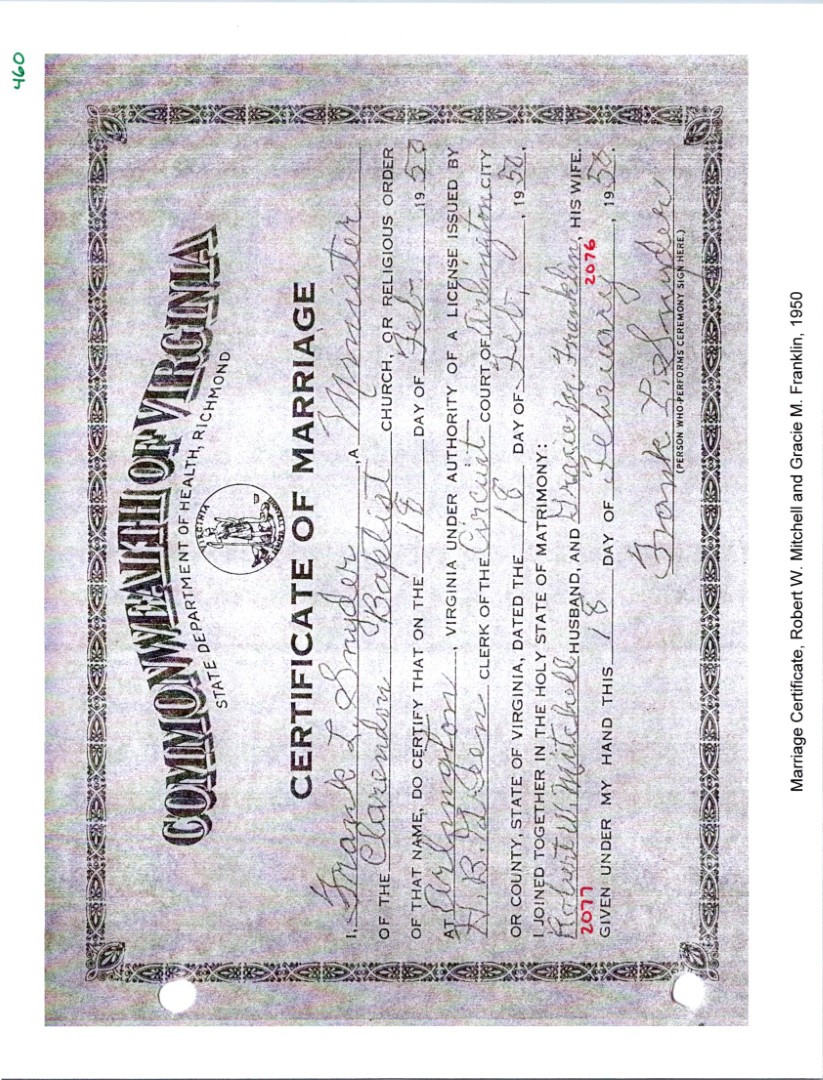 460
COMMONWEALTH OF VIRGINIA
STATE DEPARTMENT OF HEALTH, RICHMOND
VIRGINIA
CERTIFICATE OF MARRIAGE
I, Frank L. Snyder, A Minister
OF THE Clarendon Baptist CHURCH, OR RELIGIOUS ORDER
OF THAT NAME, DO CERTIFY THAT ON THE 18 DAY OF Feb. 1950
AT Arlington, VIRGINIA UNDER AUTHORITY OF A LICENSE ISSUED BY
H. B. CLERK OF THE Circuit COURT OF Arlington CITY
OR COUNTY, STATE OF VIRGINIA, DATED THE 18 DAY OF Feb, 1950,
I JOINED TOGETHER IN THE HOLY STATE OF MATRIMONY:
Robert W. Mitchell HUSBAND, AND Gracie M. Franklin, HIS WIFE.
2077 2076
GIVEN UNDER MY HAND THIS 18 DAY OF February, 1950.
Frank L. Snyder
(PERSON WHO PERFORMS CEREMONY SIGN HERE.)
Marriage Certificate, Robert W. Mitchell and Gracie M. Franklin, 1950